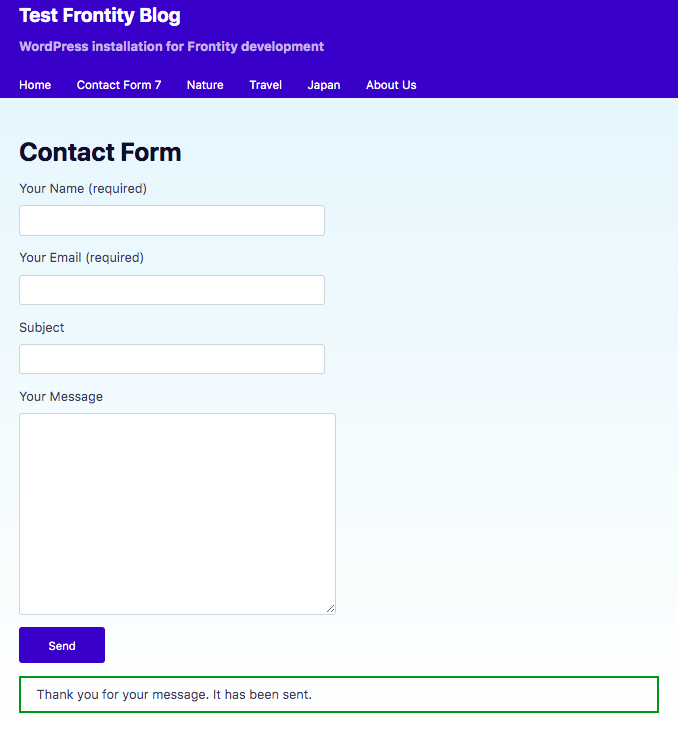 Test Frontity Blog
WordPress installation for Frontity development
Home Contact Form 7 Nature Travel Japan About Us
Contact Form
Your Name (required)
Your Email (required)
Subject
Your Message
Send
Thank you for your message. It has been sent.